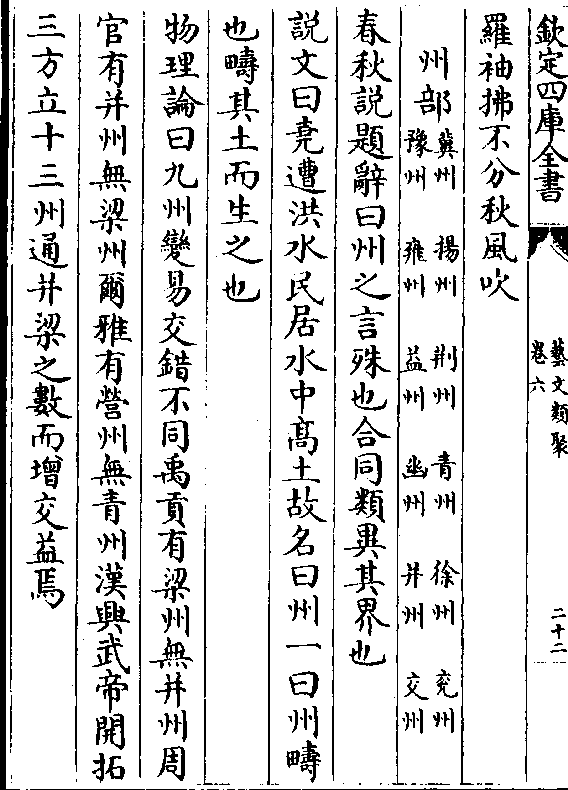 欽定四庫全書
藝文類聚
卷六
二十二
羅袖拂不分秋風吹
州部
冀州 揚州 荆州 青州 徐州 兖州
豫州 雍州 益州 幽州 并州 交州
春秋説題辭曰州之言殊也合同類異其界也
説文曰堯遭洪水民居水中髙土故名曰州一曰州疇
也疇其土而生之也
物理論曰九州變易交錯不同禹貢有梁州無并州周
官有并州無梁州爾雅有營州無青州漢興武帝開拓
三方立十三州通并梁之數而增交益焉